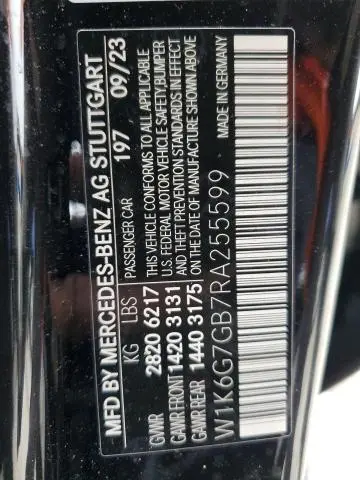 MFD BY MERCEDES-BENZ AG STUTTGART
197 09/23
KG LBS PASSENGER CAR
GVWR 2820 6217 THIS VEHICLE CONFORMS TO ALL APPLICABLE
U.S. FEDERAL MOTOR VEHICLE SAFETY,BUMPER
GAWR FRONT 1420 3131 & THEFT PREVENTION STANDARDS IN EFFECT
GAWR REAR 1440 3175 ON THE DATE OF MANUFACTURE SHOWN ABOVE
W1K6G7GB7RA255599
MADE IN GERMANY